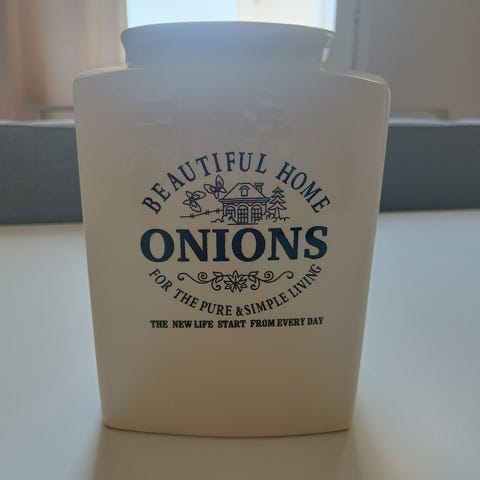 BEAUTIFUL HOME
ONIONS
FOR THE PURE & SIMPLE LIVING
THE NEW LIFE START FROM EVERY DAY